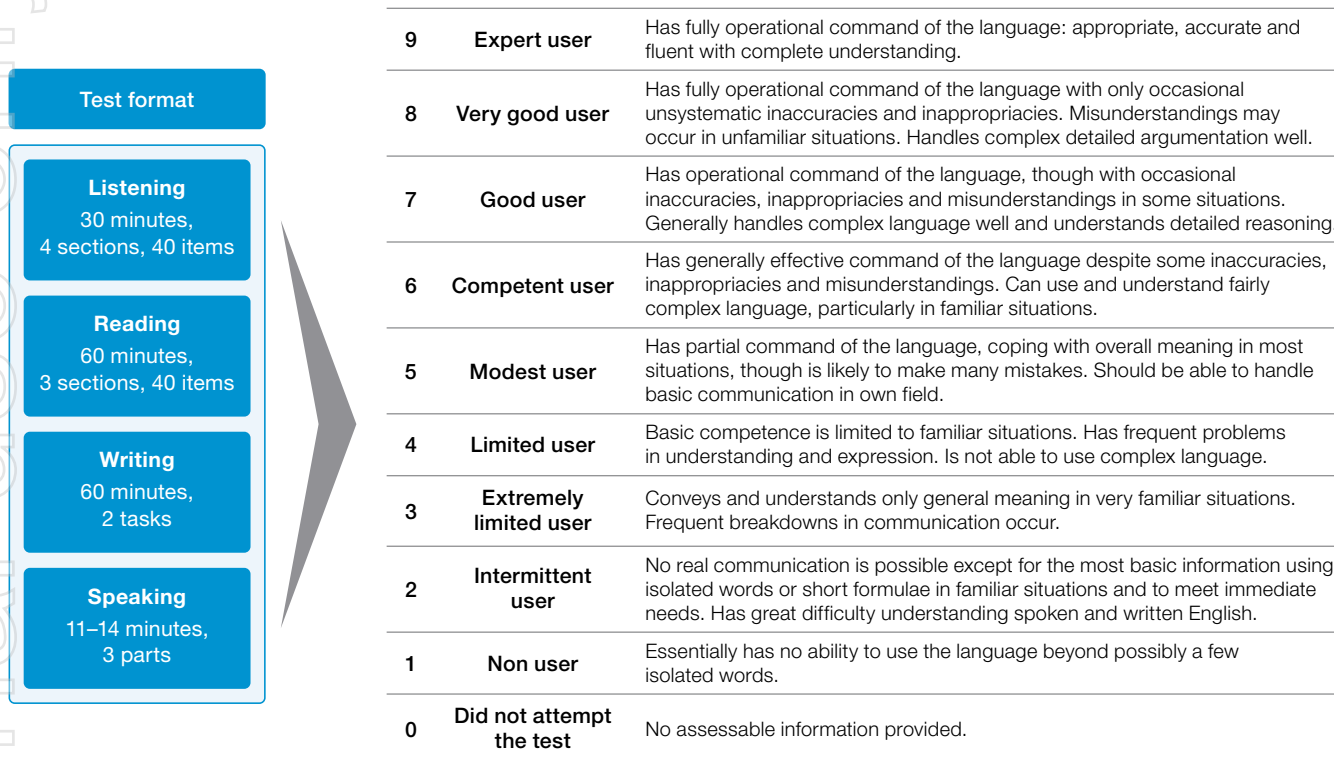 Test format
Listening
30 minutes,
4 sections, 40 items
Reading
60 minutes,
3 sections, 40 items
Writing
60 minutes,
2 tasks
Speaking
11–14 minutes,
3 parts
9 Expert user Has fully operational command of the language: appropriate, accurate and
fluent with complete understanding.
Has fully operational command of the language with only occasional
8 Very good user unsystematic inaccuracies and inappropriacies. Misunderstandings may
occur in unfamiliar situations. Handles complex detailed argumentation well.
Has operational command of the language, though with occasional
7 Good user inaccuracies, inappropriacies and misunderstandings in some situations.
Generally handles complex language well and understands detailed reasoning.
Has generally effective command of the language despite some inaccuracies,
6 Competent user inappropriacies and misunderstandings. Can use and understand fairly
complex language, particularly in familiar situations.
Has partial command of the language, coping with overall meaning in most
5 Modest user situations, though is likely to make many mistakes. Should be able to handle
basic communication in own field.
4 Limited user Basic competence is limited to familiar situations. Has frequent problems
in understanding and expression. Is not able to use complex language.
3 Extremely limited user Conveys and understands only general meaning in very familiar situations.
Frequent breakdowns in communication occur.
No real communication is possible except for the most basic information using
2 Intermittent user isolated words or short formulae in familiar situations and to meet immediate
needs. Has great difficulty understanding spoken and written English.
1 Non user Essentially has no ability to use the language beyond possibly a few
isolated words.
0 Did not attempt the test No assessable information provided.